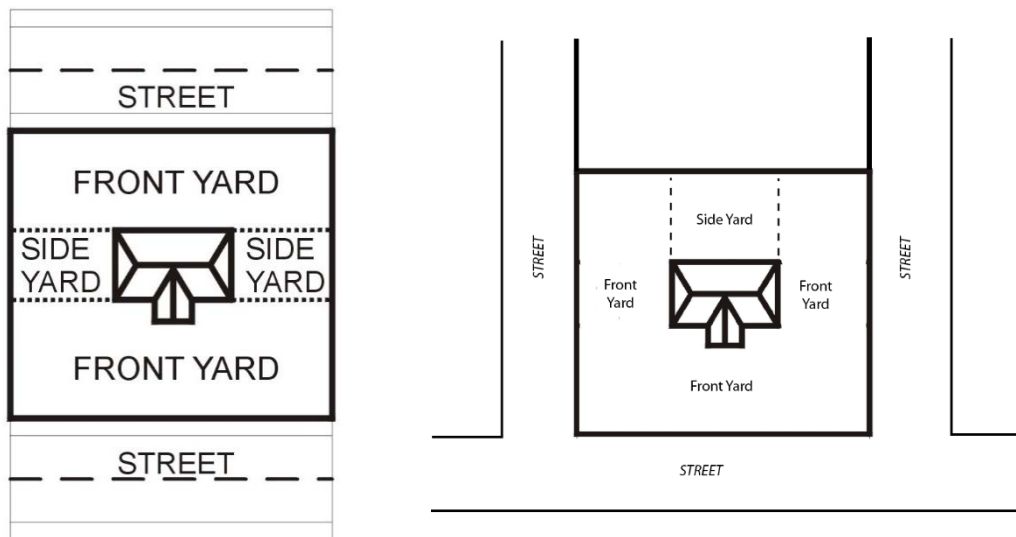 STREET
FRONT YARD
SIDE
YARD
SIDE
YARD
FRONT YARD
STREET
Side Yard
STREET
STREET
Front
Yard
Front
Yard
Front Yard
STREET